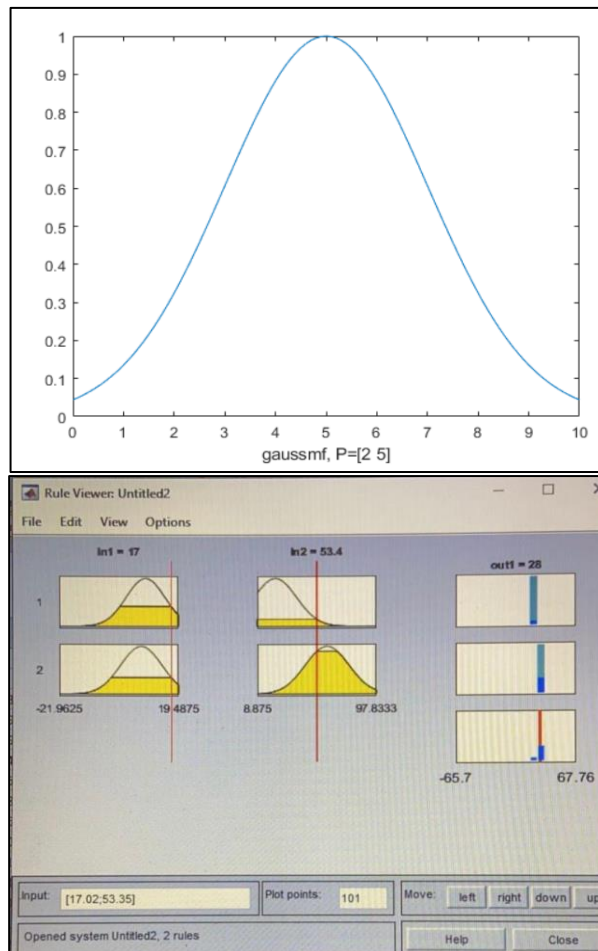 1
0.9
0.8
0.7
0.6
0.5
0.4
0.3
0.2
0.1
0
0 1 2 3 4 5 6 7 8 9 10
gaussmf, P=[2 5]
Rule Viewer: Untitled2
File Edit View Options
in1 = 17 in2 = 53.4 out1 = 28
1
2
-21.9625 19.4875 8.875 97.8333
-65.7 67.76
Input: [17.02;53.35] Plot points: 101 Move: left right down up
Opened system Untitled2, 2 rules Help Close